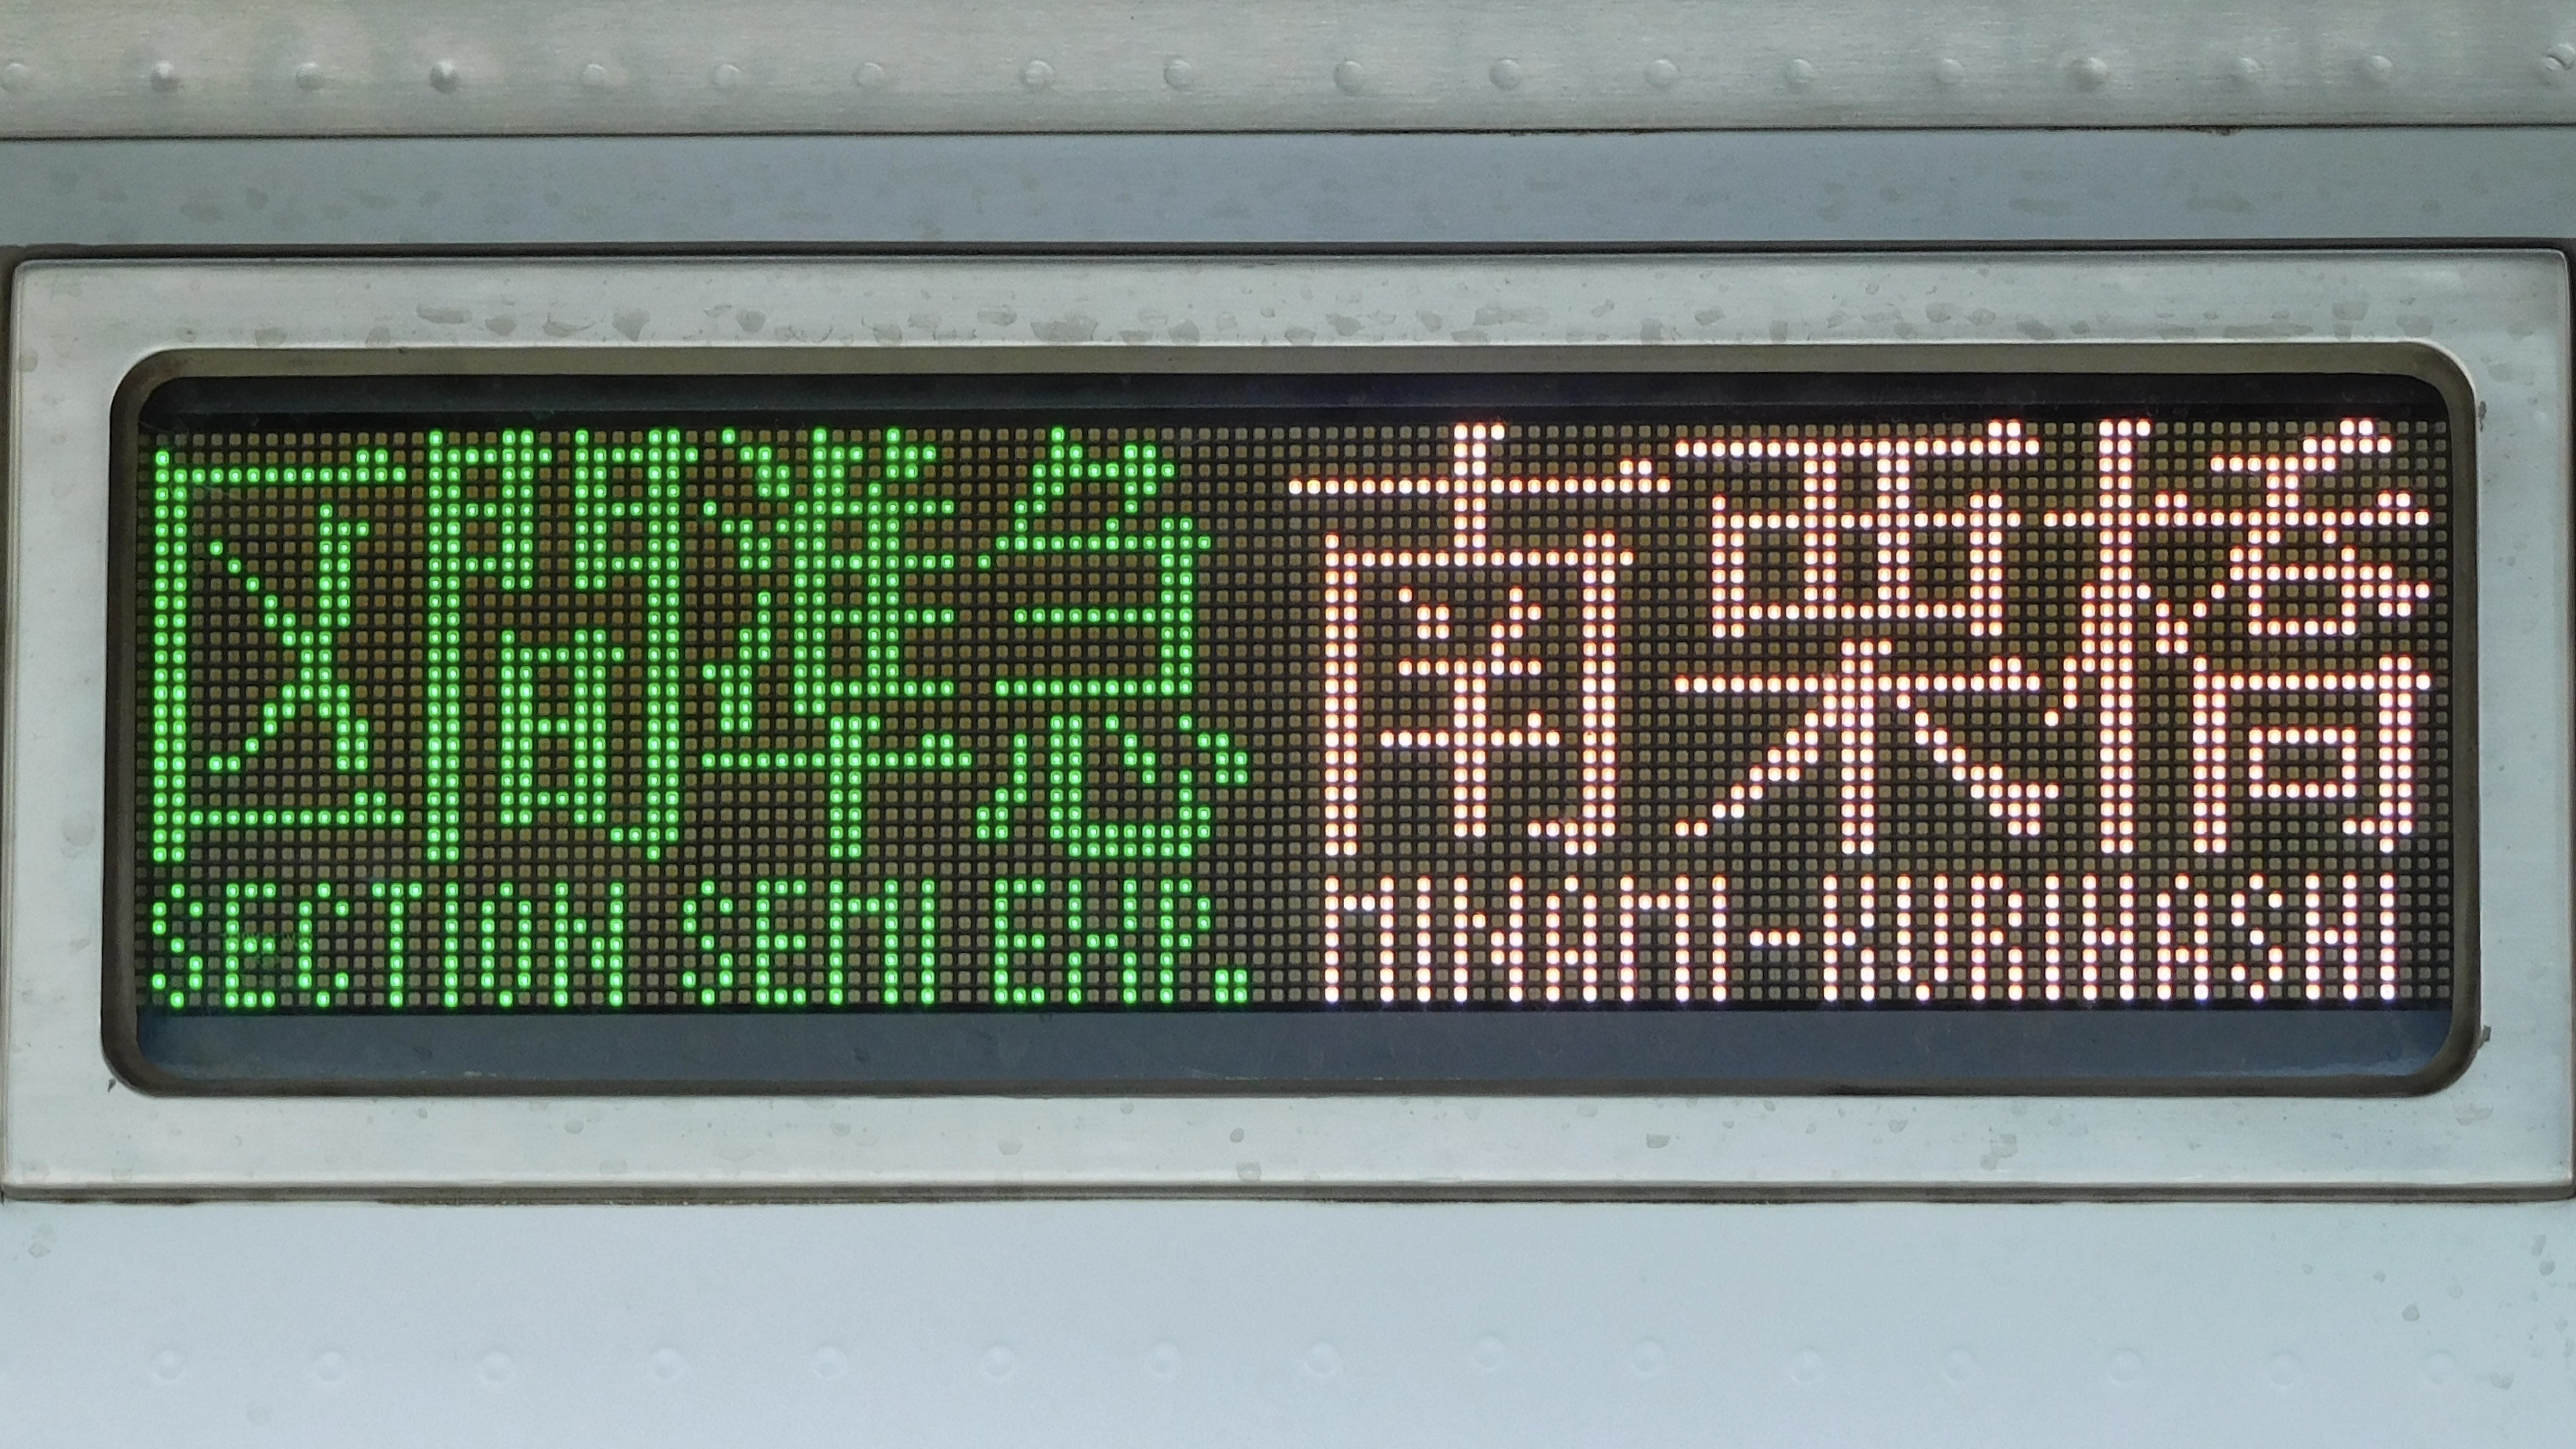 区間準急 南栗橋
SECTION SEMI EXP. MINAMI-KURIHASHI